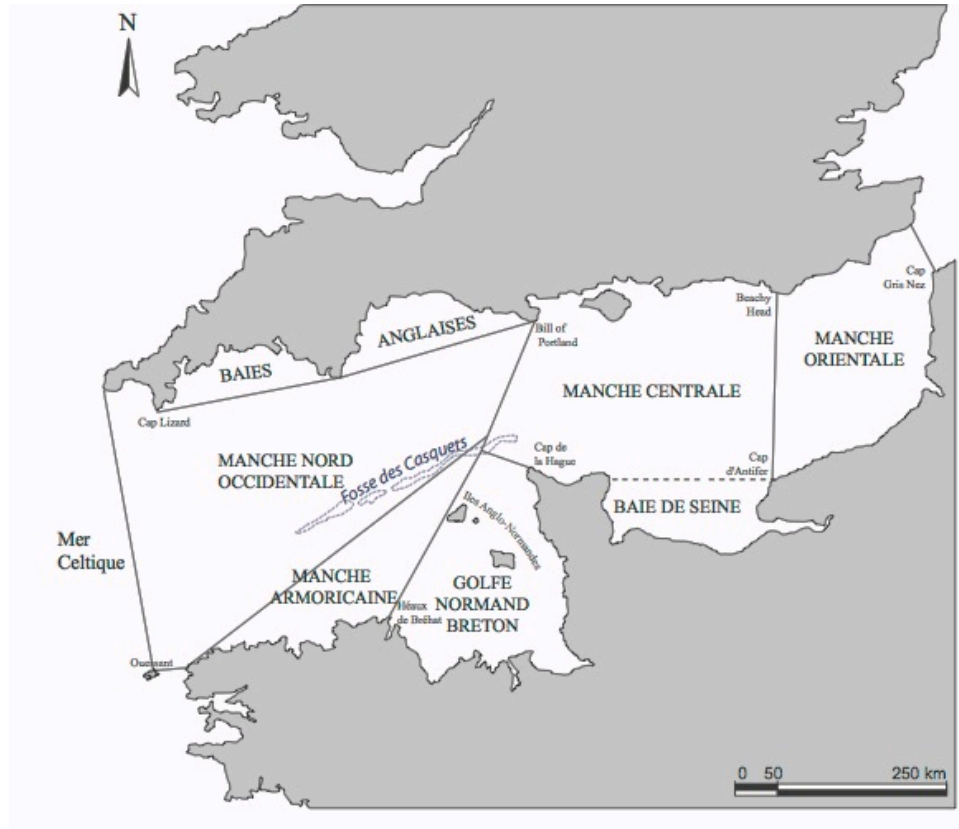 N
Cap
Gris Nez
Beachy
Head
ANGLAISES
Bill of
Portland
MANCHE
ORIENTALE
BAIES
MANCHE CENTRALE
Cap Lizard
Cap de
la Hague
Cap
d'Antifer
MANCHE NORD
OCCIDENTALE
Fosse des Casquets
BAIE DE SEINE
Iles Anglo-Normandes
Mer
Celtique
MANCHE
ARMORICAINE
GOLFE
NORMAND
BRETON
Héaux
de Bréhat
Ouessant
0 50 250 km